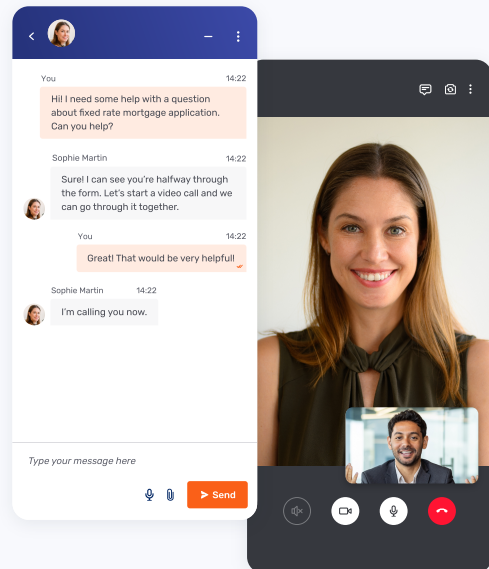 You 14:22
Hi! I need some help with a question
about fixed rate mortgage application.
Can you help?
Sophie Martin 14:22
Sure! I can see you’re halfway through
the form. Let’s start a video call and we
can go through it together.
You 14:22
Great! That would be very helpful!
Sophie Martin 14:22
I’m calling you now.
Type your message here
Send